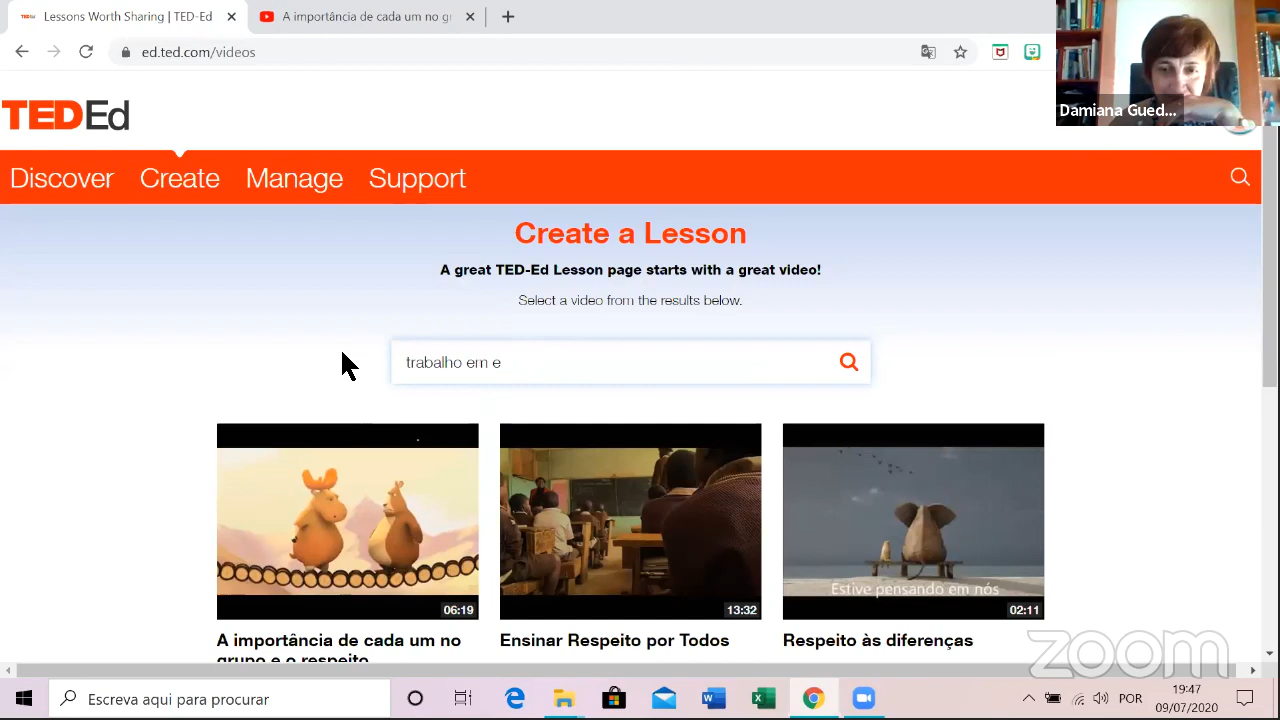 Lessons Worth Sharing | TED-Ed
A importância de cada um no gr
ed.ted.com/videos
Damiana Gued...
TEDEd
Discover Create Manage Support
Create a Lesson
A great TED-Ed Lesson page starts with a great video!
Select a video from the results below.
trabalho em e
06:19
13:32
Estive pensando em nós
02:11
A importância de cada um no
grupo e o respeito
Ensinar Respeito por Todos
Respeito às diferenças
zoom
Escreva aqui para procurar
POR
19:47
09/07/2020